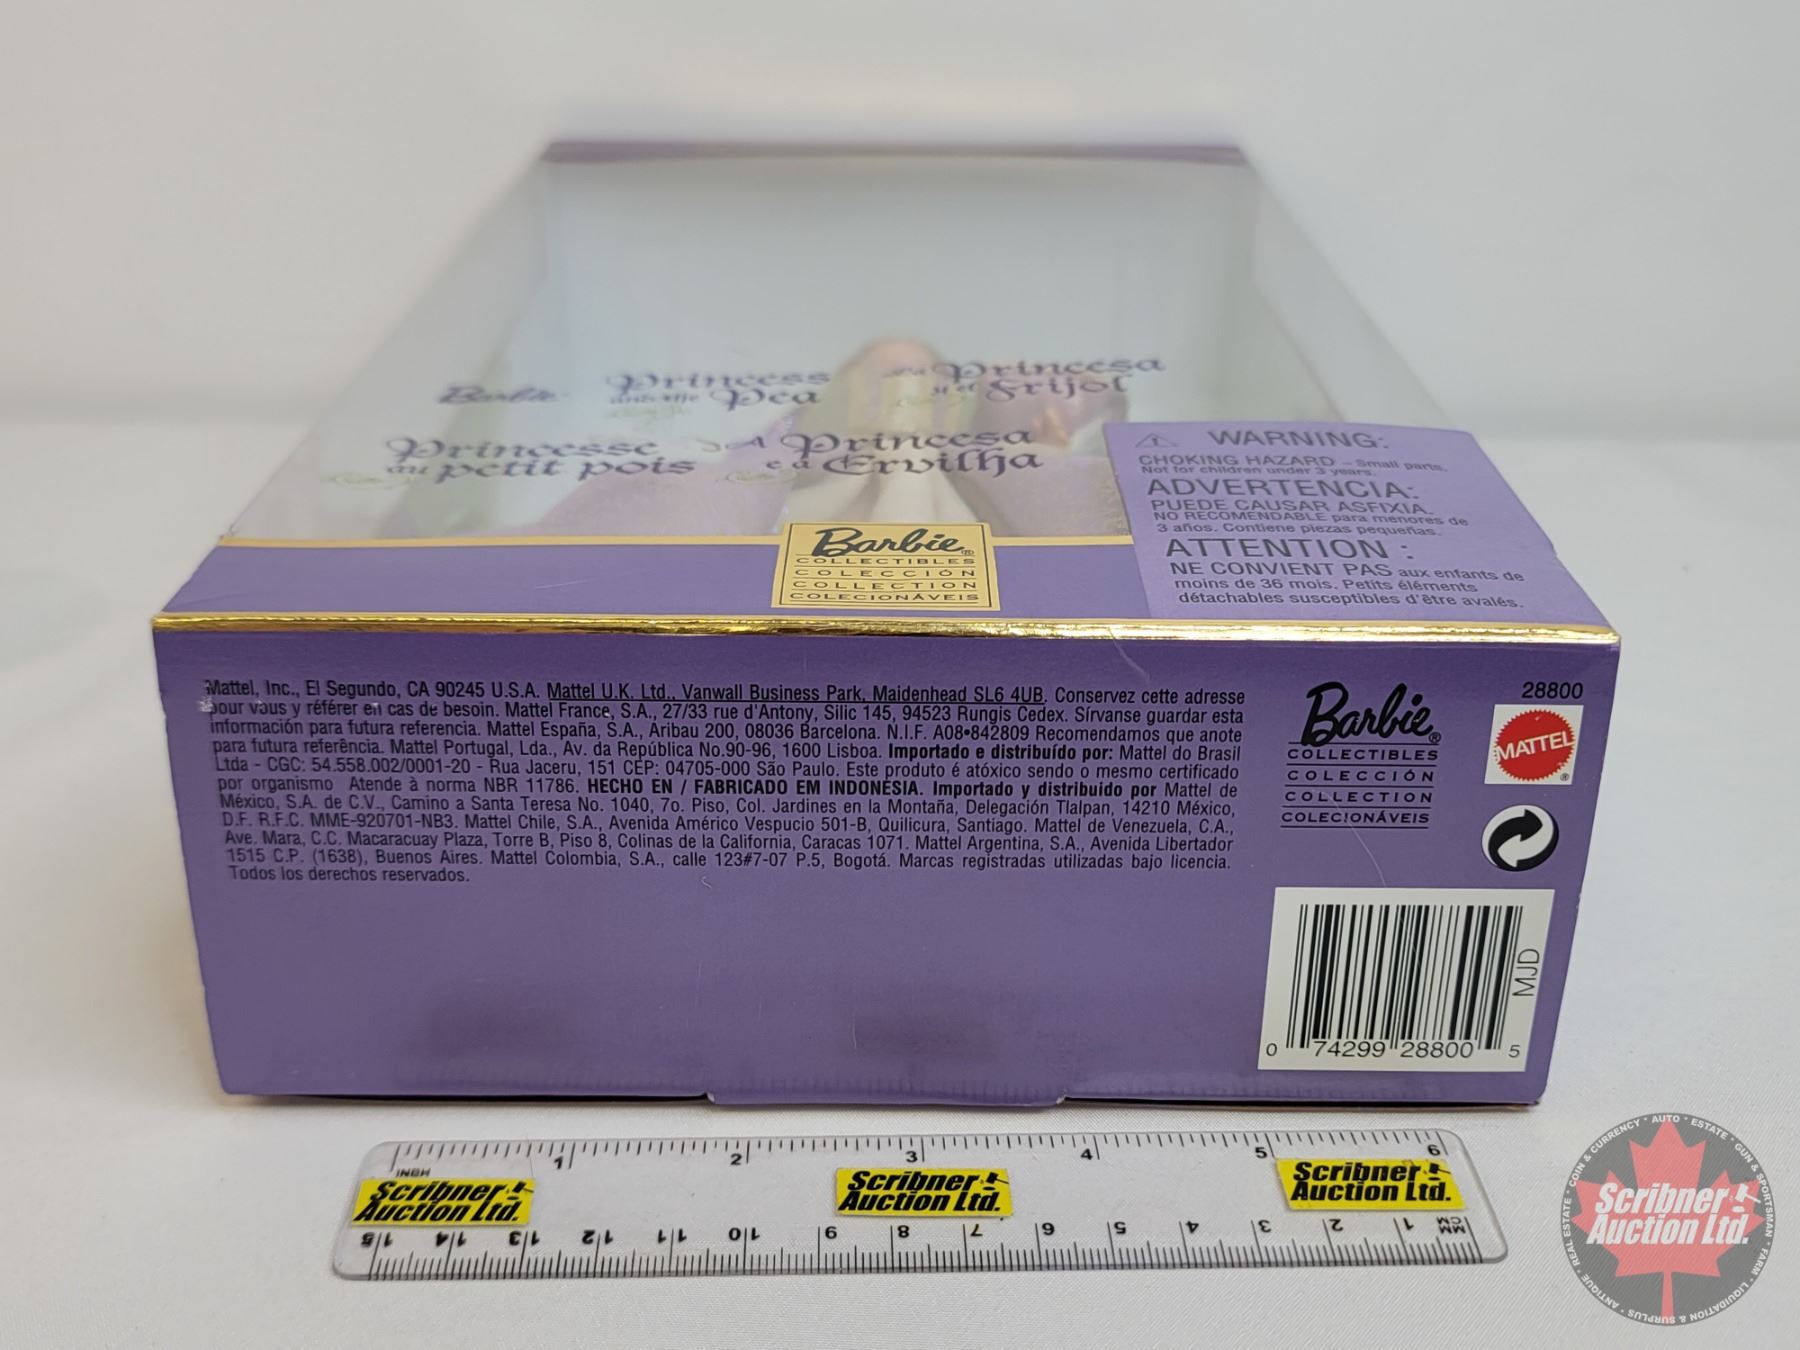 Barbie
Princess
and the Pea
La Princesa
y el Frijol
Princesse
au petit pois
A Princesa
e a Ervilha
Barbie®
COLLECTIBLES
COLECCIÓN
COLLECTION
COLECIONÁVEIS
WARNING:
CHOKING HAZARD – Small parts.
Not for children under 3 years.
ADVERTENCIA:
PUEDE CAUSAR ASFIXIA.
NO RECOMENDABLE para menores de
3 años. Contiene piezas pequeñas.
ATTENTION :
NE CONVIENT PAS aux enfants de
moins de 36 mois. Petits éléments
détachables susceptibles d'être avalés.
Mattel, Inc., El Segundo, CA 90245 U.S.A. Mattel U.K. Ltd., Vanwall Business Park, Maidenhead SL6 4UB. Conservez cette adresse
pour vous y référer en cas de besoin. Mattel France, S.A., 27/33 rue d'Antony, Silic 145, 94523 Rungis Cedex. Sírvanse guardar esta
información para futura referencia. Mattel España, S.A., Aribau 200, 08036 Barcelona. N.I.F. A08•842809 Recomendamos que anote
para futura referência. Mattel Portugal, Lda., Av. da República No.90-96, 1600 Lisboa. Importado e distribuído por: Mattel do Brasil
Ltda - CGC: 54.558.002/0001-20 - Rua Jaceru, 151 CEP: 04705-000 São Paulo. Este produto é atóxico sendo o mesmo certificado
por organismo Atende à norma NBR 11786. HECHO EN / FABRICADO EM INDONÉSIA. Importado y distribuido por Mattel de
México, S.A. de C.V., Camino a Santa Teresa No. 1040, 7o. Piso, Col. Jardines en la Montaña, Delegación Tlalpan, 14210 México,
D.F. R.F.C. MME-920701-NB3. Mattel Chile, S.A., Avenida Américo Vespucio 501-B, Quilicura, Santiago. Mattel de Venezuela, C.A.,
Ave. Mara, C.C. Macaracuay Plaza, Torre B, Piso 8, Colinas de la California, Caracas 1071. Mattel Argentina, S.A., Avenida Libertador
1515 C.P. (1638), Buenos Aires. Mattel Colombia, S.A., calle 123#7-07 P.5, Bogotá. Marcas registradas utilizadas bajo licencia.
Todos los derechos reservados.
Barbie®
COLLECTIBLES
COLECCIÓN
COLLECTION
COLECIONÁVEIS
28800
MATTEL®
MJD
0 74299 28800 5
1 2 3 4 5 6
INCH
Scribner Auction Ltd.
Scribner Auction Ltd.
Scribner Auction Ltd.
15 14 13 12 11 10 9 8 7 6 5 4 3 2 1 MM CM
Scribner
Auction Ltd.
ANTIQUE · REAL ESTATE · COIN & CURRENCY · AUTO · ESTATE · GUN & SPORTSMAN · FARM · LIQUIDATION & SURPLUS